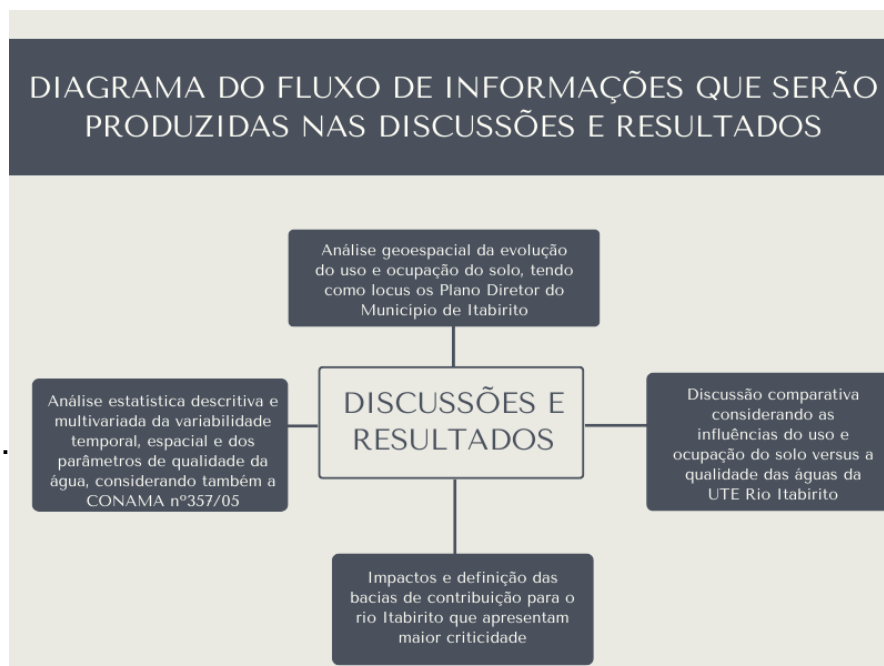 DIAGRAMA DO FLUXO DE INFORMAÇÕES QUE SERÃO
PRODUZIDAS NAS DISCUSSÕES E RESULTADOS
Análise geoespacial da evolução
do uso e ocupação do solo, tendo
como locus os Plano Diretor do
Município de Itabirito
Análise estatística descritiva e
multivariada da variabilidade
temporal, espacial e dos
parâmetros de qualidade da
água, considerando também a
CONAMA nº357/05
DISCUSSÕES E
RESULTADOS
Discussão comparativa
considerando as
influências do uso e
ocupação do solo versus a
qualidade das águas da
UTE Rio Itabirito
Impactos e definição das
bacias de contribuição para o
rio Itabirito que apresentam
maior criticidade
.